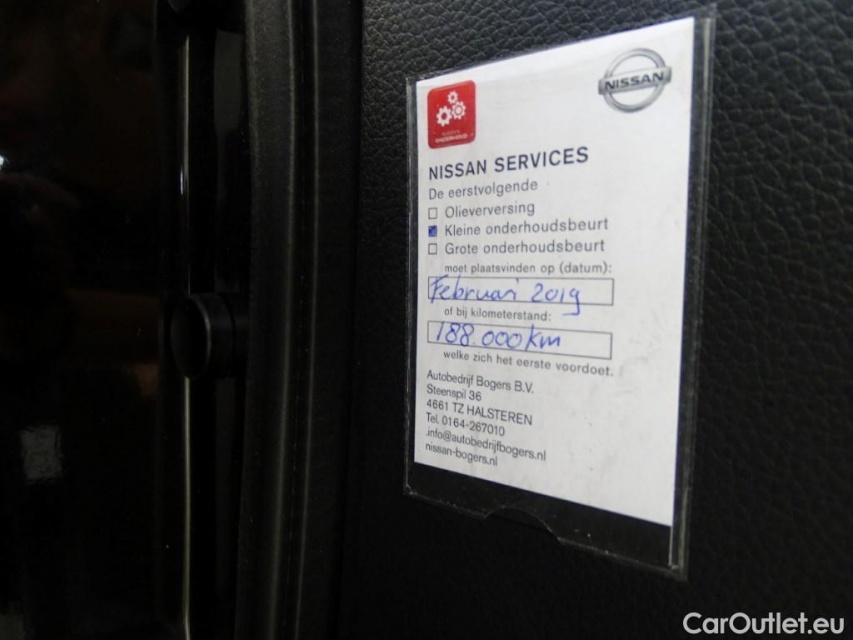 NISSAN
ONDERHOUD
NISSAN SERVICES
De eerstvolgende
Olieverversing
Kleine onderhoudsbeurt
Grote onderhoudsbeurt
moet plaatsvinden op (datum):
Februari 2019
of bij kilometerstand:
188.000km
welke zich het eerste voordoet.
Autobedrijf Bogers B.V.
Steenspil 36
4661 TZ HALSTEREN
Tel. 0164-267010
info@autobedrijfbogers.nl
nissan-bogers.nl
CarOutlet.eu